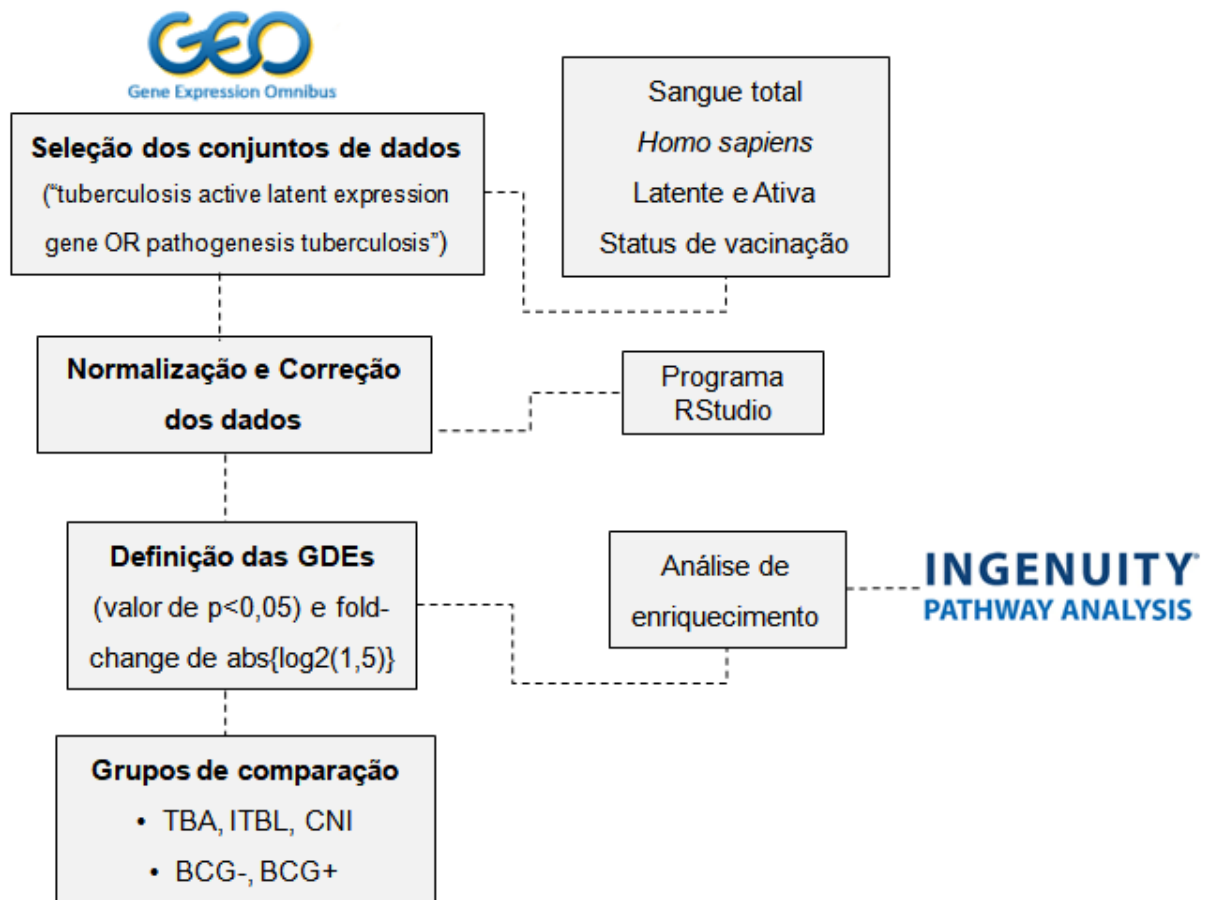 GEO
Gene Expression Omnibus
Seleção dos conjuntos de dados
(“tuberculosis active latent expression
gene OR pathogenesis tuberculosis”)
Sangue total
Homo sapiens
Latente e Ativa
Status de vacinação
Normalização e Correção
dos dados
Programa
RStudio
Definição das GDEs
(valor de p<0,05) e fold-
change de abs{log2(1,5)}
Análise de
enriquecimento
INGENUITY
PATHWAY ANALYSIS
Grupos de comparação
• TBA, ITBL, CNI
• BCG-, BCG+